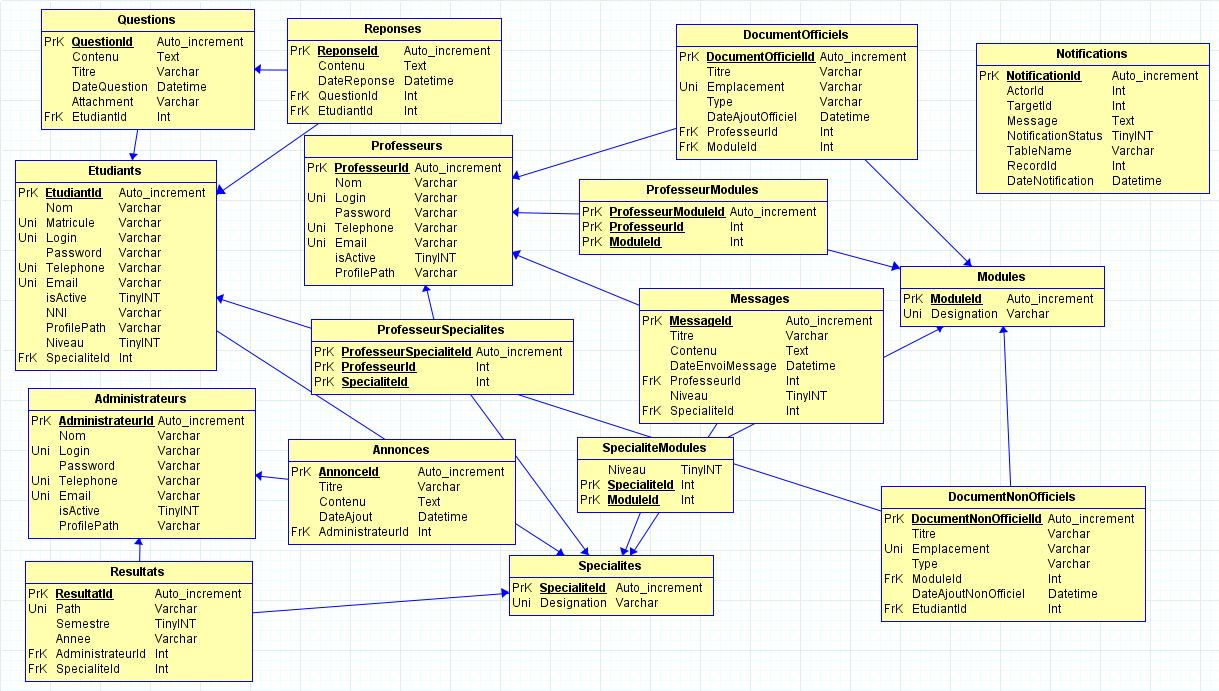 Questions
PrK QuestionId Auto_increment
Contenu Text
Titre Varchar
DateQuestion Datetime
Attachment Varchar
FrK EtudiantId Int
Reponses
PrK ReponseId Auto_increment
Contenu Text
DateReponse Datetime
FrK QuestionId Int
FrK EtudiantId Int
DocumentOfficiels
PrK DocumentOfficielId Auto_increment
Titre Varchar
Uni Emplacement Varchar
Type Varchar
DateAjoutOfficiel Datetime
FrK ProfesseurId Int
FrK ModuleId Int
Notifications
PrK NotificationId Auto_increment
ActorId Int
TargetId Int
Message Text
NotificationStatus TinyINT
TableName Varchar
RecordId Int
DateNotification Datetime
Etudiants
PrK EtudiantId Auto_increment
Nom Varchar
Uni Matricule Varchar
Uni Login Varchar
Password Varchar
Uni Telephone Varchar
Uni Email Varchar
isActive TinyINT
NNI Varchar
ProfilePath Varchar
Niveau TinyINT
FrK SpecialiteId Int
Professeurs
PrK ProfesseurId Auto_increment
Nom Varchar
Uni Login Varchar
Password Varchar
Uni Telephone Varchar
Uni Email Varchar
isActive TinyINT
ProfilePath Varchar
ProfesseurModules
PrK ProfesseurModuleId Auto_increment
PrK ProfesseurId Int
PrK ModuleId Int
Modules
PrK ModuleId Auto_increment
Uni Designation Varchar
Messages
PrK MessageId Auto_increment
Titre Varchar
Contenu Text
DateEnvoiMessage Datetime
FrK ProfesseurId Int
Niveau TinyINT
FrK SpecialiteId Int
ProfesseurSpecialites
PrK ProfesseurSpecialiteId Auto_increment
PrK ProfesseurId Int
PrK SpecialiteId Int
Administrateurs
PrK AdministrateurId Auto_increment
Nom Varchar
Uni Login Varchar
Password Varchar
Uni Telephone Varchar
Uni Email Varchar
isActive TinyINT
ProfilePath Varchar
Annonces
PrK AnnonceId Auto_increment
Titre Varchar
Contenu Text
DateAjout Datetime
FrK AdministrateurId Int
SpecialiteModules
Niveau TinyINT
PrK SpecialiteId Int
PrK ModuleId Int
DocumentNonOfficiels
PrK DocumentNonOfficielId Auto_increment
Titre Varchar
Uni Emplacement Varchar
Type Varchar
FrK ModuleId Int
DateAjoutNonOfficiel Datetime
FrK EtudiantId Int
Resultats
PrK ResultatId Auto_increment
Uni Path Varchar
Semestre TinyINT
Annee Varchar
FrK AdministrateurId Int
FrK SpecialiteId Int
Specialites
PrK SpecialiteId Auto_increment
Uni Designation Varchar